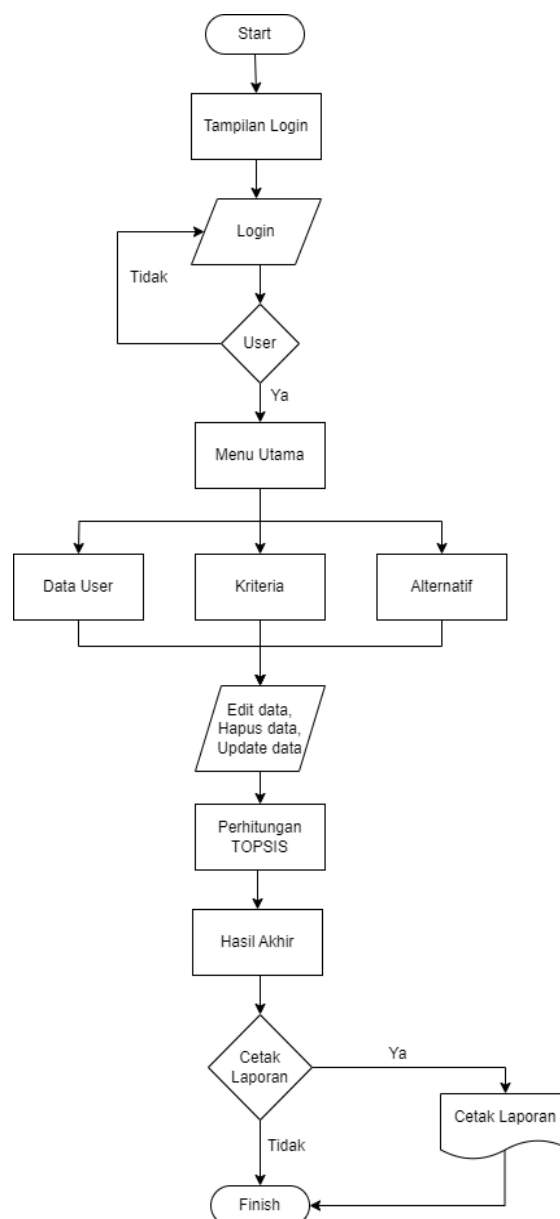 Start
Tampilan Login
Login
Tidak
User
Ya
Menu Utama
Data User
Kriteria
Alternatif
Edit data,
Hapus data,
Update data
Perhitungan
TOPSIS
Hasil Akhir
Cetak
Laporan
Ya
Cetak Laporan
Tidak
Finish